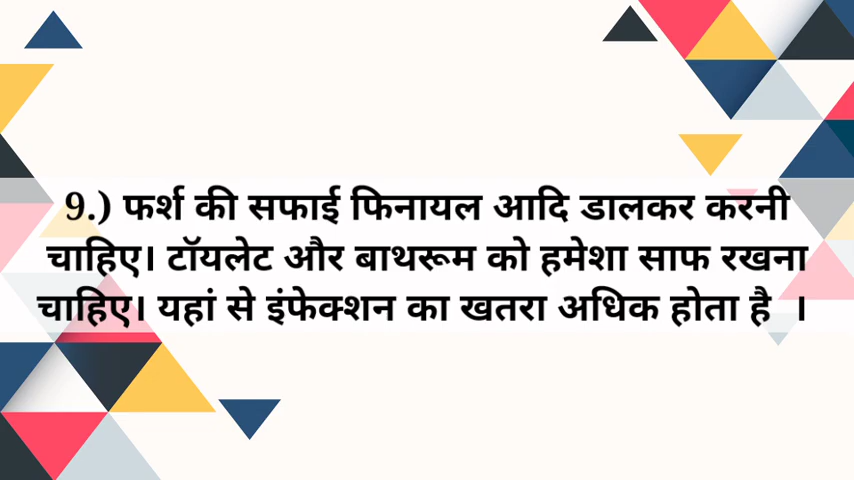 9.) फर्श की सफाई फिनायल आदि डालकर करनी
चाहिए। टॉयलेट और बाथरूम को हमेशा साफ रखना
चाहिए। यहां से इंफेक्शन का खतरा अधिक होता है ।